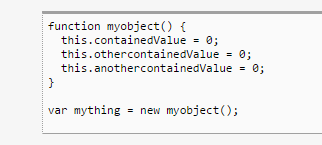 function myobject() {
  this.containedValue = 0;
  this.othercontainedValue = 0;
  this.anothercontainedValue = 0;
}

var mything = new myobject();